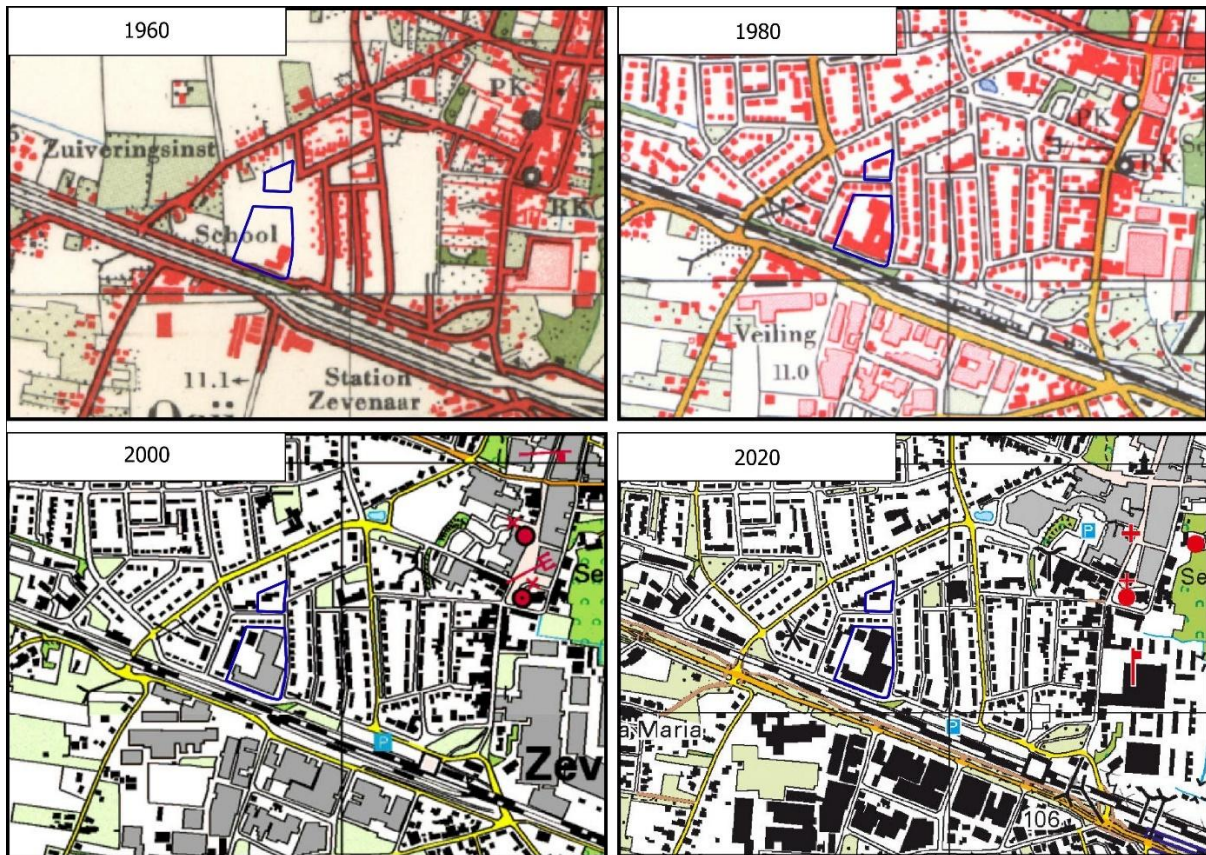 1960
PK
Zuiveringsinst
RK
School
11.1
Station
Zevenaar
1980
PK
RK
Veiling
11.0
2000
P
Se
Zev
2020
P
Se
P
a Maria
106